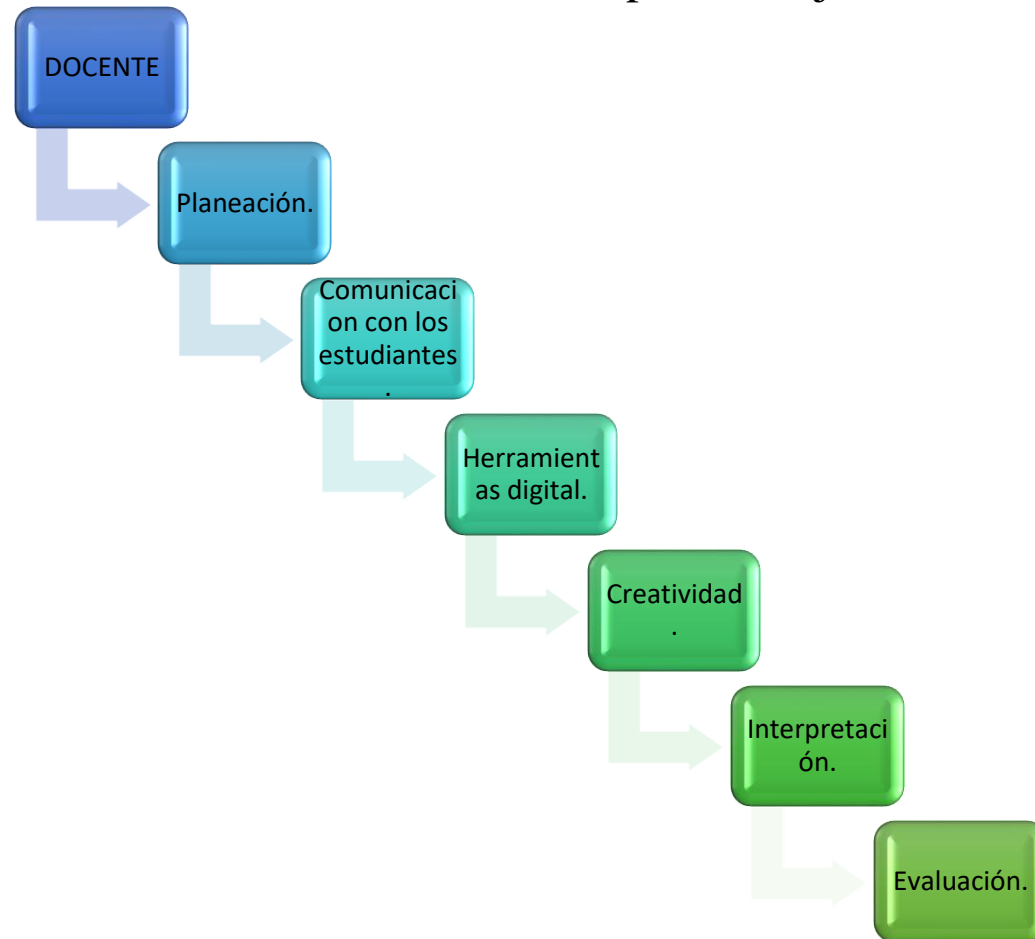 DOCENTE
Planeación.
Comunicaci
on con los
estudiantes
.
Herramient
as digital.
Creatividad
.
Interpretaci
ón.
Evaluación.